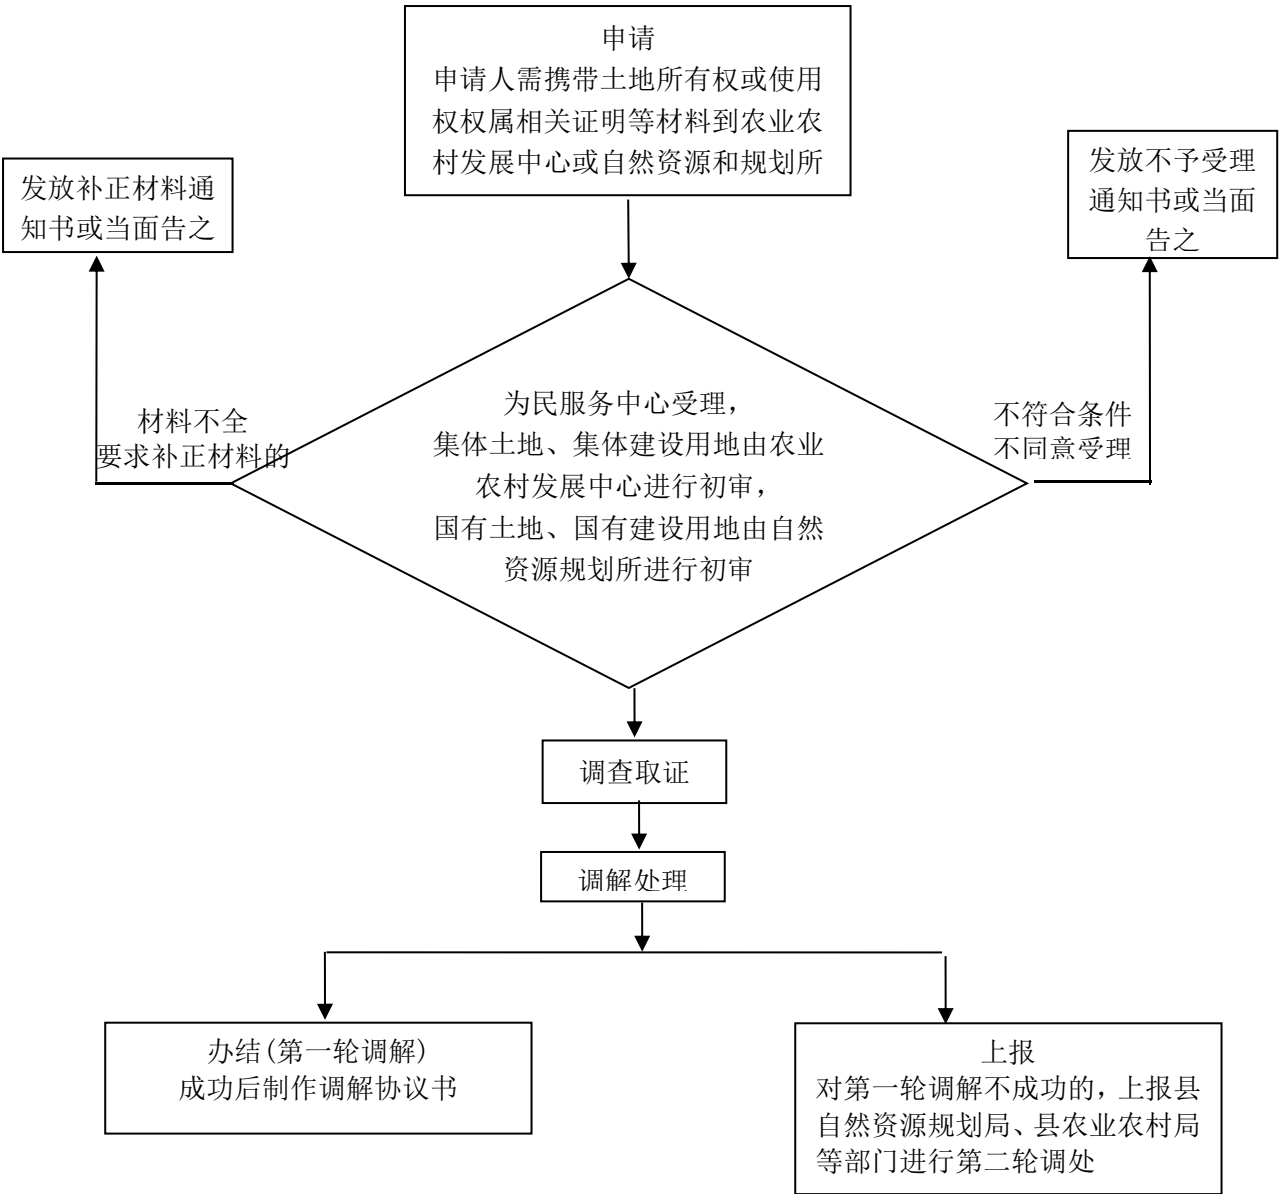 申请
申请人需携带土地所有权或使用
权权属相关证明等材料到农业农
村发展中心或自然资源和规划所
发放补正材料通
知书或当面告之
发放不予受理
通知书或当面
告之
材料不全
要求补正材料的
为民服务中心受理，
集体土地、集体建设用地由农业
农村发展中心进行初审，
国有土地、国有建设用地由自然
资源规划所进行初审
不符合条件
不同意受理
调查取证
调解处理
办结(第一轮调解)
成功后制作调解协议书
上报
对第一轮调解不成功的，上报县
自然资源规划局、县农业农村局
等部门进行第二轮调处